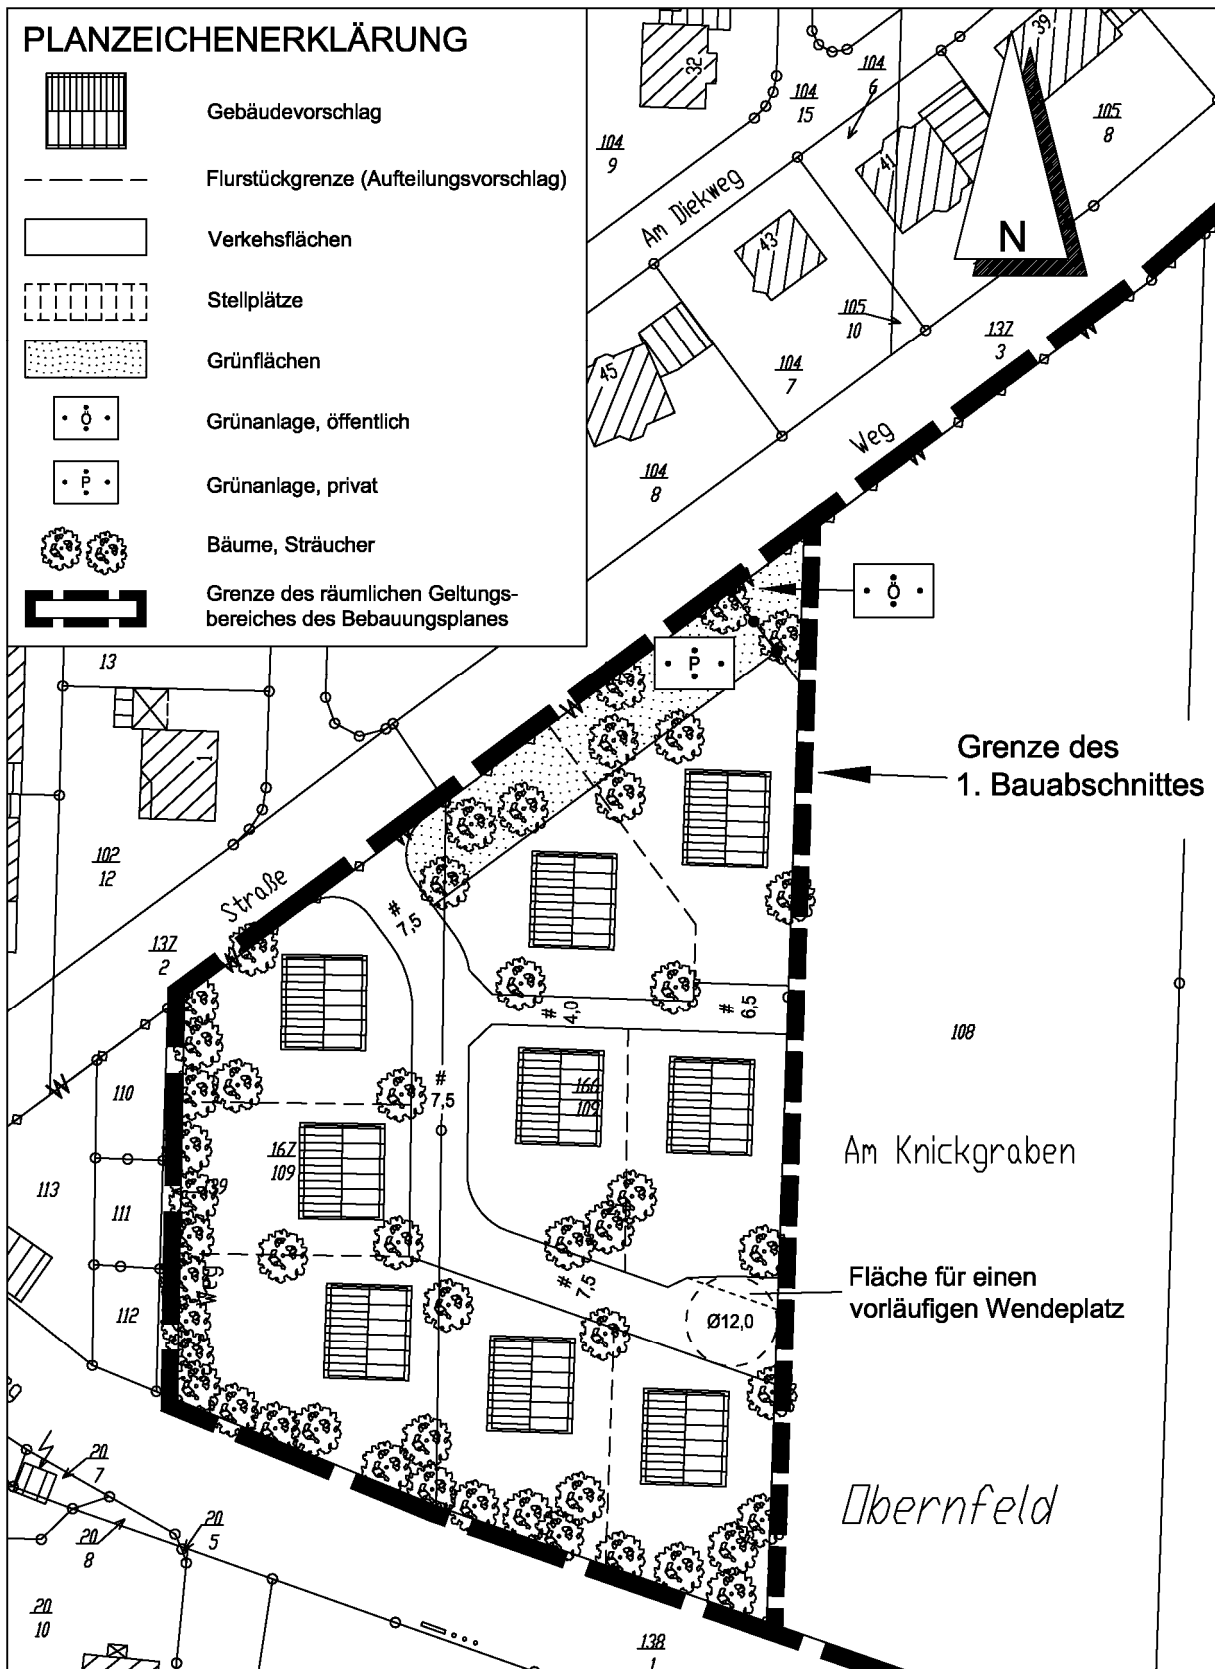 PLANZEICHENERKLÄRUNG
Gebäudevorschlag
Flurstückgrenze (Aufteilungsvorschlag)
Verkehsflächen
Stellplätze
Grünflächen
Ö
Grünanlage, öffentlich
P
Grünanlage, privat
Bäume, Sträucher
Grenze des räumlichen Geltungs-
bereiches des Bebauungsplanes
32
39
104
6
104
15
104
9
105
8
41
Am Diekweg
43
N
105
10
137
3
104
7
45
Weg
104
8
Ö
P
13
1
Grenze des
1. Bauabschnittes
102
12
Straße
# 7,5
137
2
# 4,0
# 6,5
108
110
# 7,5
166
109
Am Knickgraben
167
109
113
111
39
Weg
# 7,5
Fläche für einen
vorläufigen Wendeplatz
Ø12,0
112
20
7
Obernfeld
20
8
20
5
20
10
138
1